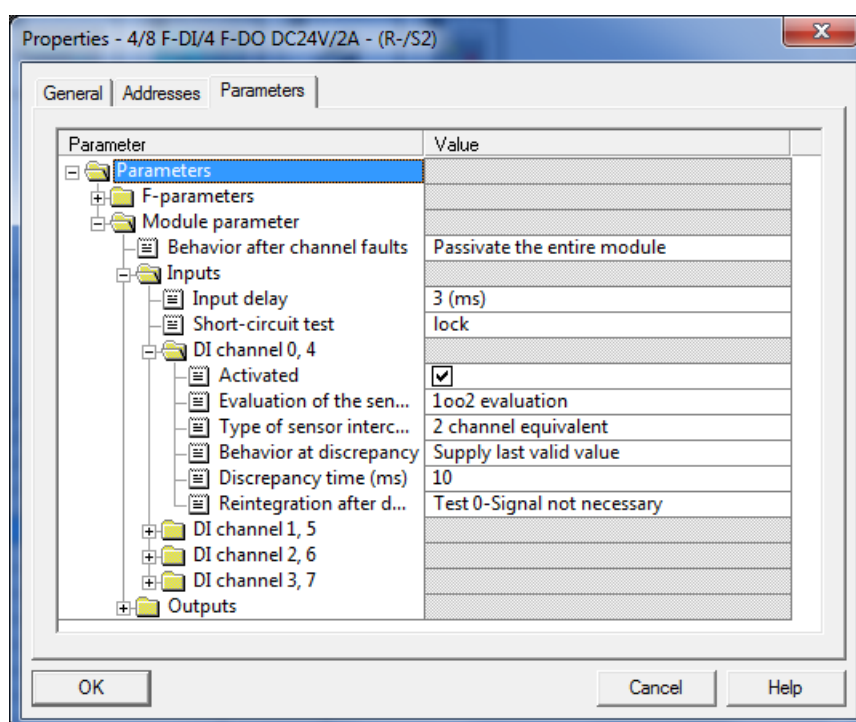 Properties - 4/8 F-DI/4 F-DO DC24V/2A - (R-/S2)
General Addresses Parameters
Parameter Value
Parameters
F-parameters
Module parameter
Behavior after channel faults Passivate the entire module
Inputs
Input delay 3 (ms)
Short-circuit test lock
DI channel 0, 4
Activated
Evaluation of the sen... 1oo2 evaluation
Type of sensor interc... 2 channel equivalent
Behavior at discrepancy Supply last valid value
Discrepancy time (ms) 10
Reintegration after d... Test 0-Signal not necessary
DI channel 1, 5
DI channel 2, 6
DI channel 3, 7
Outputs
OK Cancel Help